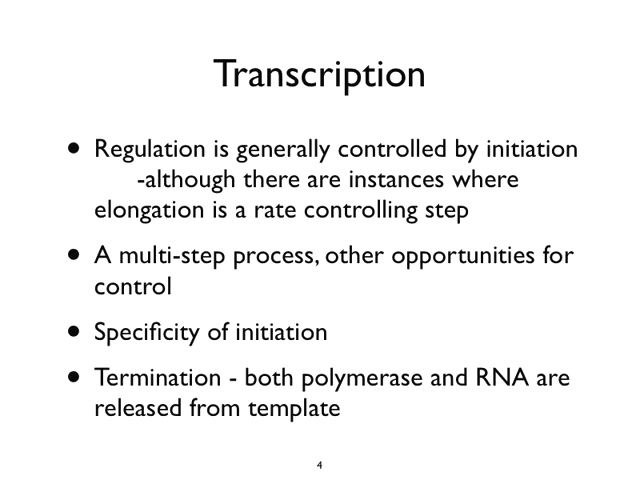 Transcription
• Regulation is generally controlled by initiation
-although there are instances where
elongation is a rate controlling step
• A multi-step process, other opportunities for
control
• Specificity of initiation
• Termination - both polymerase and RNA are
released from template
4